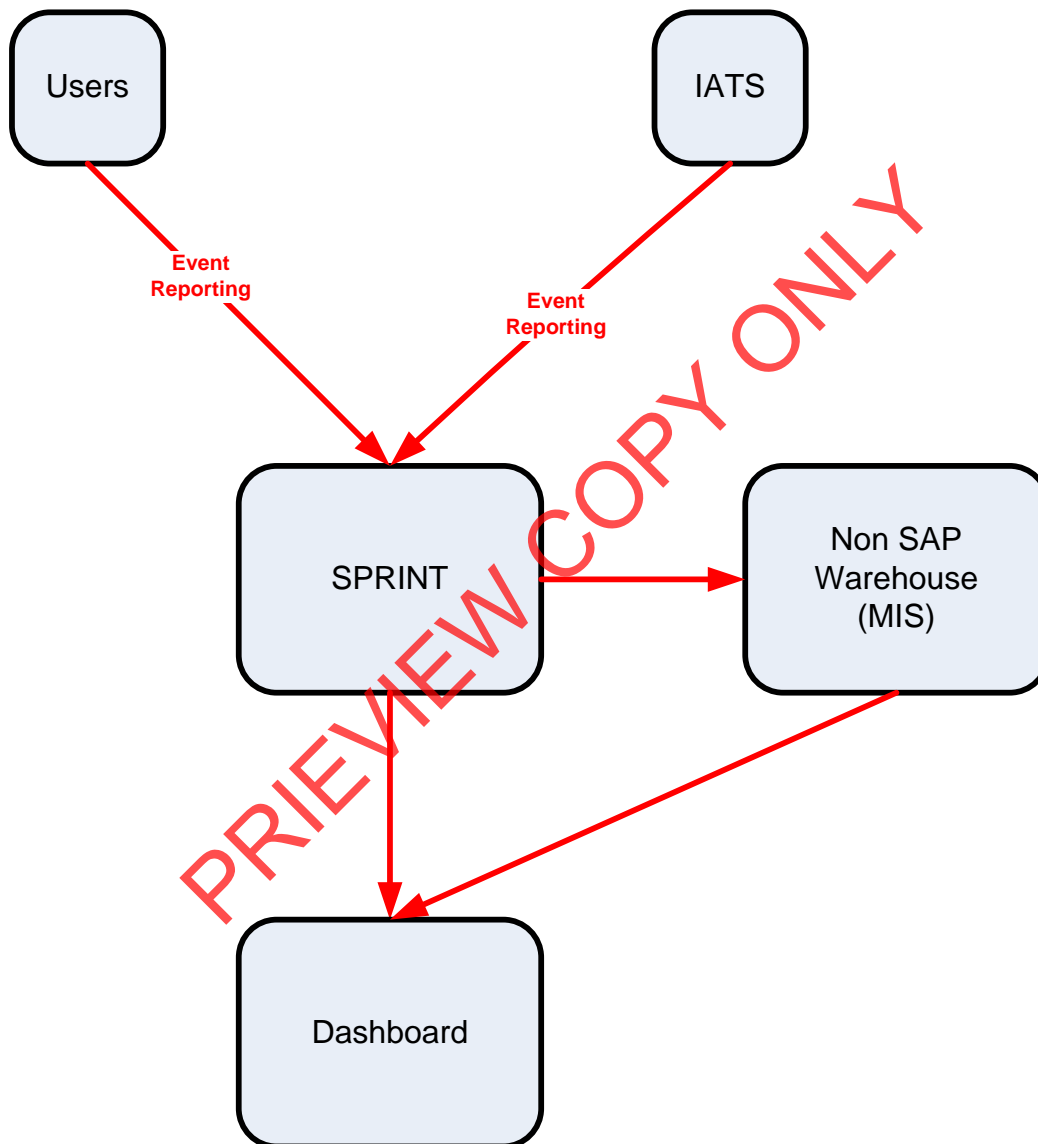 Users
IATS
Event
Reporting
Event
Reporting
SPRINT
Non SAP
Warehouse
(MIS)
Dashboard
PRIEVIEW COPY ONLY